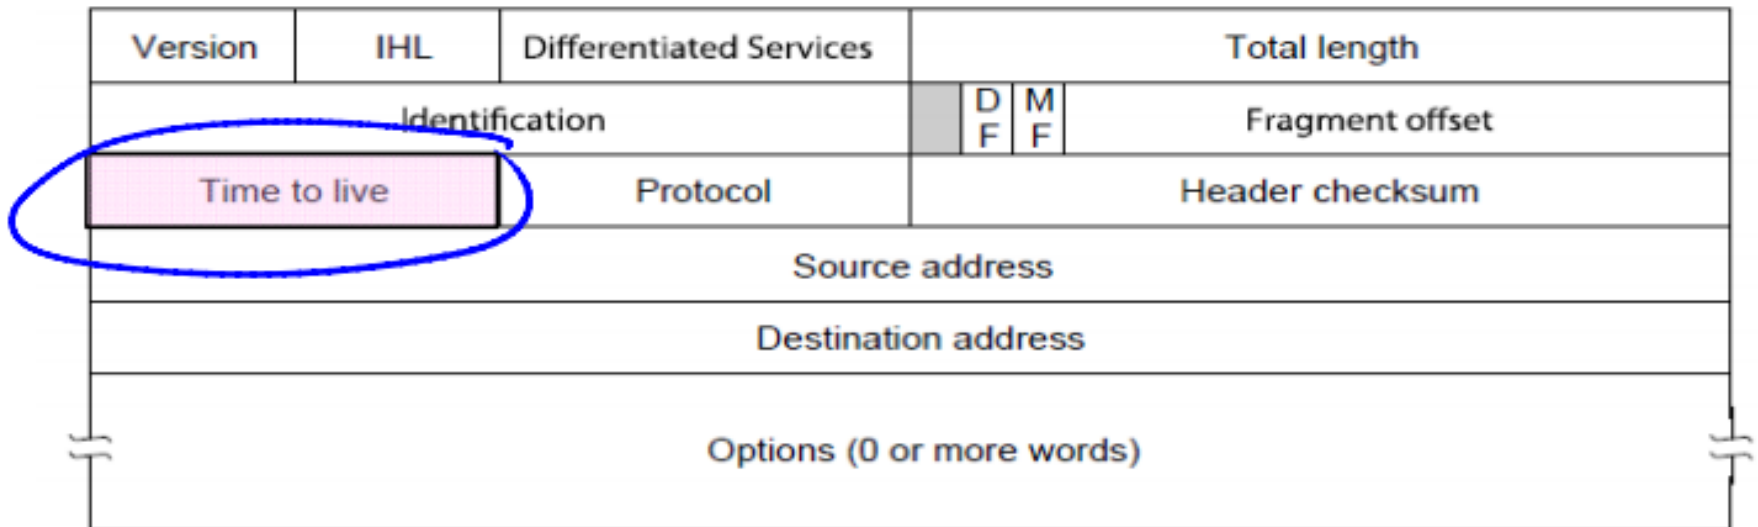 Version IHL Differentiated Services Total length
Identification D F M F Fragment offset
Time to live Protocol Header checksum
Source address
Destination address
Options (0 or more words)